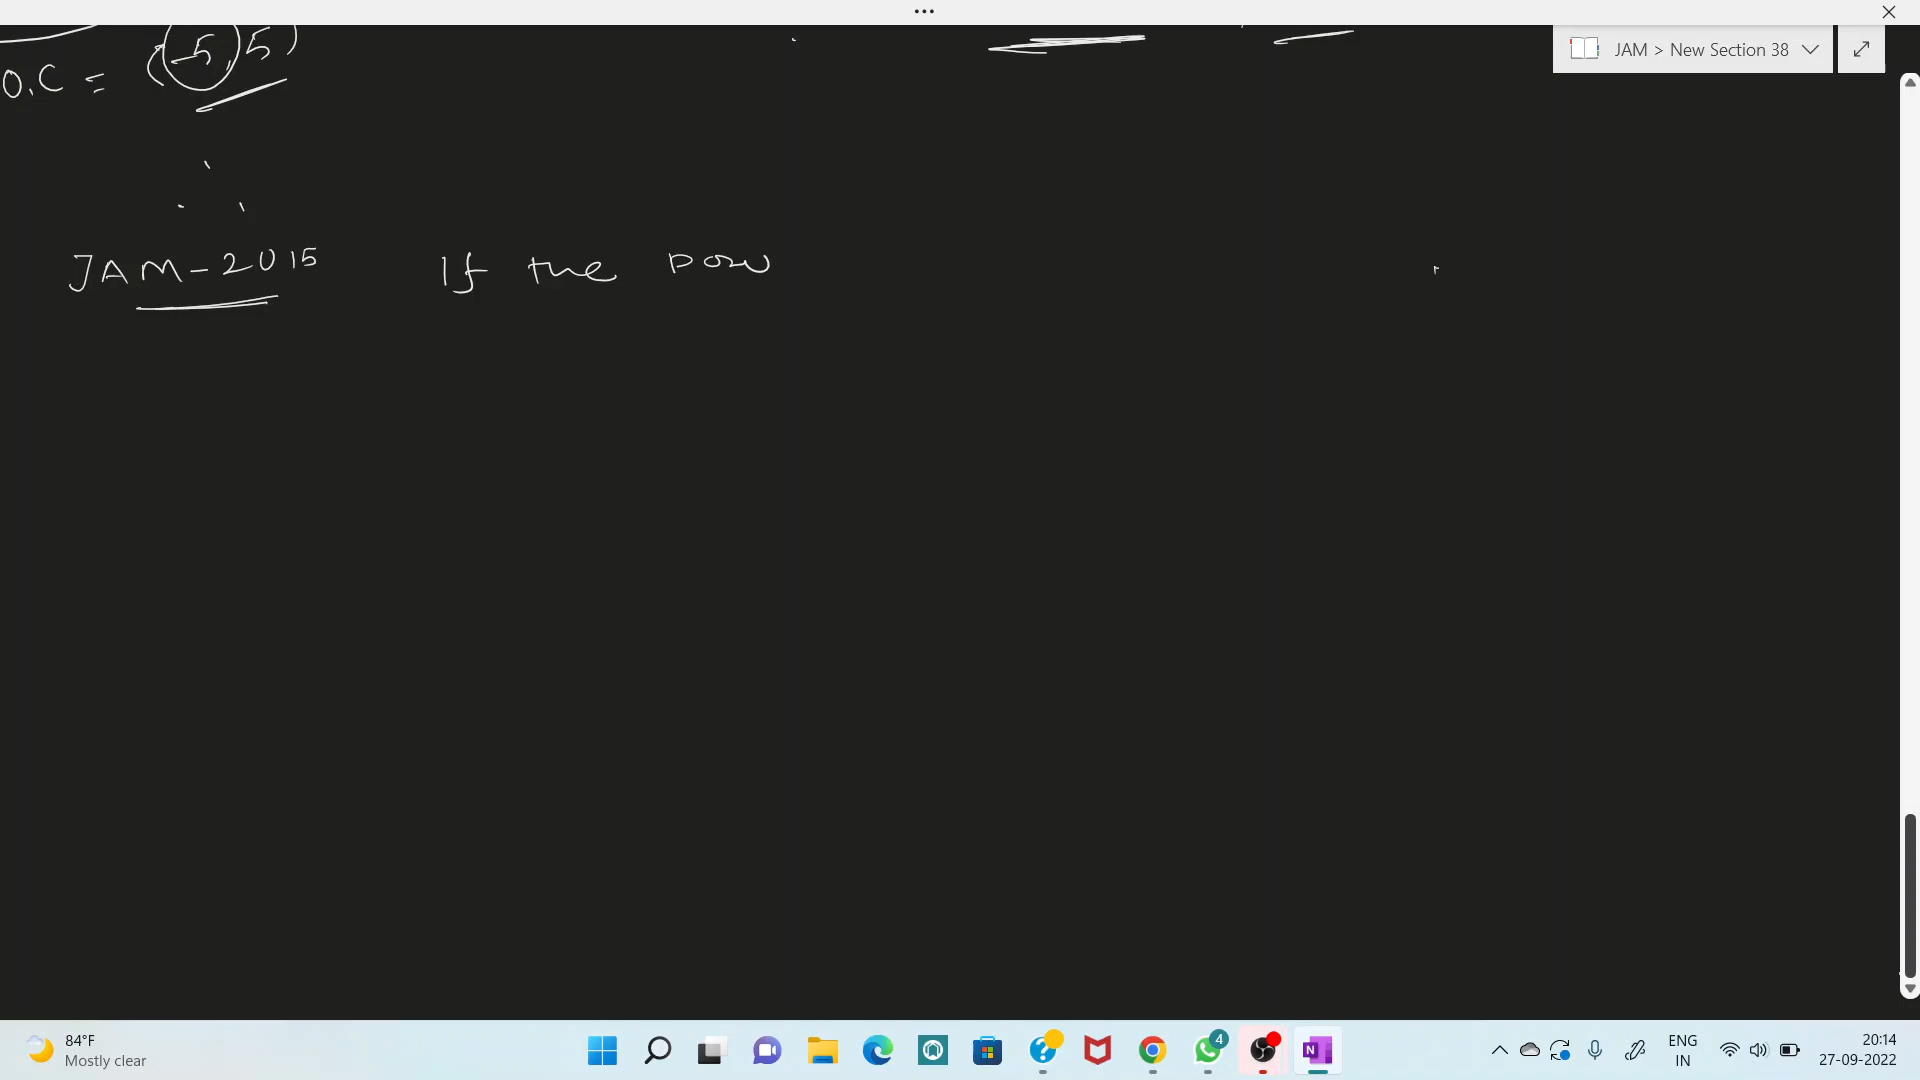 JAM > New Section 38
O.C = (-5, 5)
JAM-2015 If the pow
84°F
Mostly clear
4
ENG
IN
20:14
27-09-2022